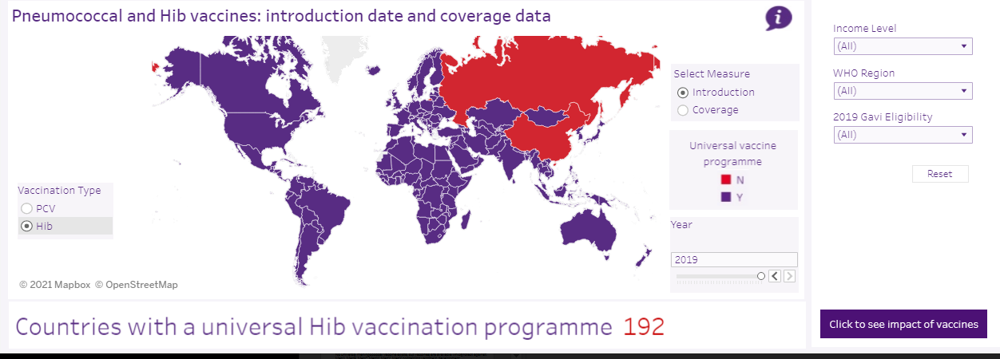 Pneumococcal and Hib vaccines: introduction date and coverage data
i
Income Level
(All)
WHO Region
(All)
2019 Gavi Eligibility
(All)
Reset
Select Measure
Introduction
Coverage
Universal vaccine
programme
N
Y
Year
2019
Vaccination Type
PCV
Hib
© 2021 Mapbox © OpenStreetMap
Countries with a universal Hib vaccination programme 192
Click to see impact of vaccines